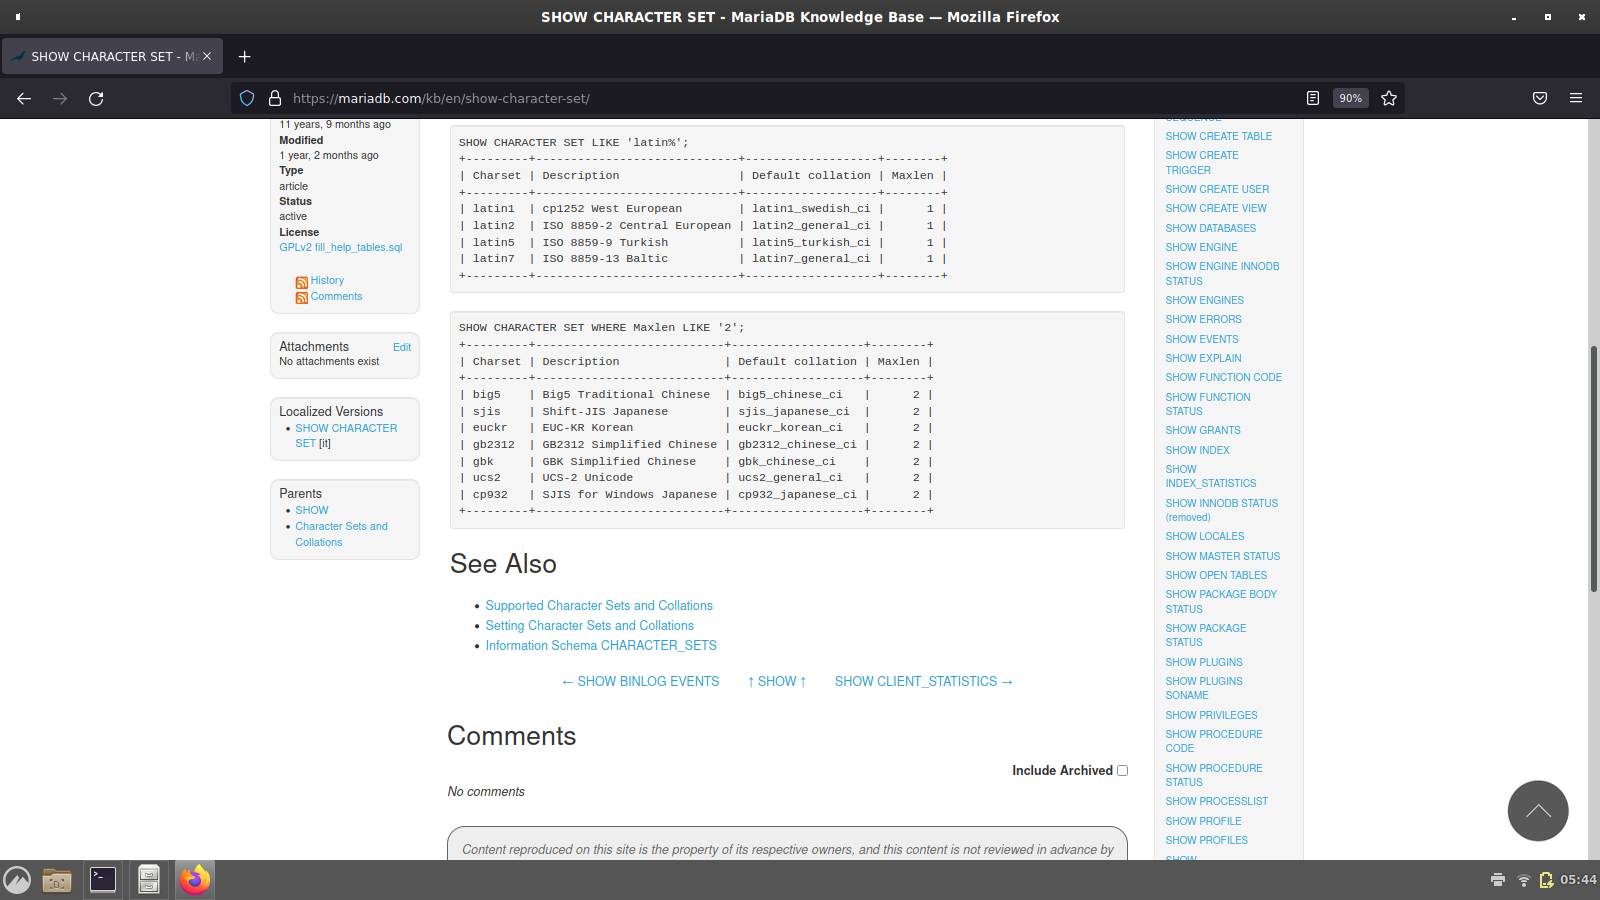 SHOW CHARACTER SET - MariaDB Knowledge Base — Mozilla Firefox
SHOW CHARACTER SET - Ma
https://mariadb.com/kb/en/show-character-set/
90%
11 years, 9 months ago
Modified
1 year, 2 months ago
Type
article
Status
active
License
GPLv2 fill_help_tables.sql
History
Comments
Attachments Edit
No attachments exist
Localized Versions
• SHOW CHARACTER
SET [it]
Parents
• SHOW
• Character Sets and
Collations
SHOW CHARACTER SET LIKE 'latin%';
+---------+-----------------------------+-------------------+--------+
| Charset | Description                 | Default collation | Maxlen |
+---------+-----------------------------+-------------------+--------+
| latin1  | cp1252 West European        | latin1_swedish_ci |      1 |
| latin2  | ISO 8859-2 Central European | latin2_general_ci |      1 |
| latin5  | ISO 8859-9 Turkish          | latin5_turkish_ci |      1 |
| latin7  | ISO 8859-13 Baltic          | latin7_general_ci |      1 |
+---------+-----------------------------+-------------------+--------+
SHOW CHARACTER SET WHERE Maxlen LIKE '2';
+---------+---------------------------+-------------------+--------+
| Charset | Description               | Default collation | Maxlen |
+---------+---------------------------+-------------------+--------+
| big5    | Big5 Traditional Chinese  | big5_chinese_ci   |      2 |
| sjis    | Shift-JIS Japanese        | sjis_japanese_ci  |      2 |
| euckr   | EUC-KR Korean             | euckr_korean_ci   |      2 |
| gb2312  | GB2312 Simplified Chinese | gb2312_chinese_ci |      2 |
| gbk     | GBK Simplified Chinese    | gbk_chinese_ci    |      2 |
| ucs2    | UCS-2 Unicode             | ucs2_general_ci   |      2 |
| cp932   | SJIS for Windows Japanese | cp932_japanese_ci |      2 |
+---------+---------------------------+-------------------+--------+
See Also
• Supported Character Sets and Collations
• Setting Character Sets and Collations
• Information Schema CHARACTER_SETS
← SHOW BINLOG EVENTS ↑ SHOW ↑ SHOW CLIENT_STATISTICS →
Comments
Include Archived
No comments
Content reproduced on this site is the property of its respective owners, and this content is not reviewed in advance by
SEQUENCE
SHOW CREATE TABLE
SHOW CREATE
TRIGGER
SHOW CREATE USER
SHOW CREATE VIEW
SHOW DATABASES
SHOW ENGINE
SHOW ENGINE INNODB
STATUS
SHOW ENGINES
SHOW ERRORS
SHOW EVENTS
SHOW EXPLAIN
SHOW FUNCTION CODE
SHOW FUNCTION
STATUS
SHOW GRANTS
SHOW INDEX
SHOW
INDEX_STATISTICS
SHOW INNODB STATUS
(removed)
SHOW LOCALES
SHOW MASTER STATUS
SHOW OPEN TABLES
SHOW PACKAGE BODY
STATUS
SHOW PACKAGE
STATUS
SHOW PLUGINS
SHOW PLUGINS
SONAME
SHOW PRIVILEGES
SHOW PROCEDURE
CODE
SHOW PROCEDURE
STATUS
SHOW PROCESSLIST
SHOW PROFILE
SHOW PROFILES
SHOW
05:44